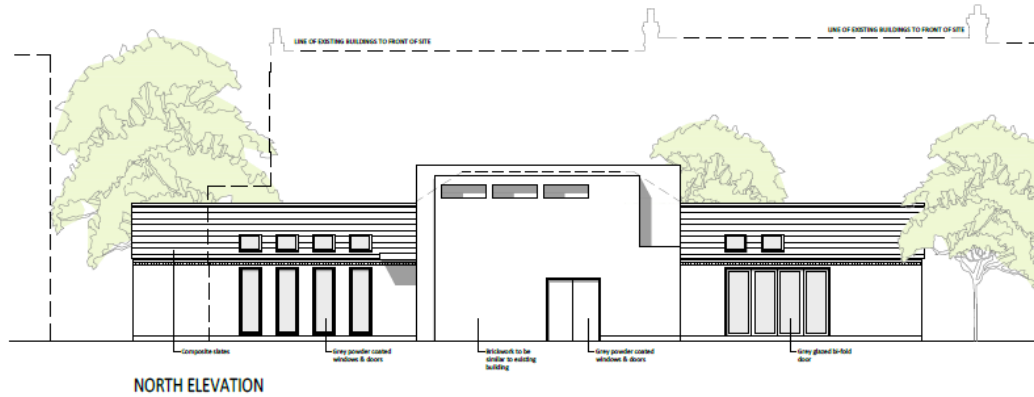 LINE OF EXISTING BUILDINGS TO FRONT OF SITE
LINE OF EXISTING BUILDINGS TO FRONT OF SITE
Composite slates
Grey powder coated
windows & doors
Brickwork to be
similar to existing
building
Grey powder coated
windows & doors
Grey glazed bi-fold
door
NORTH ELEVATION